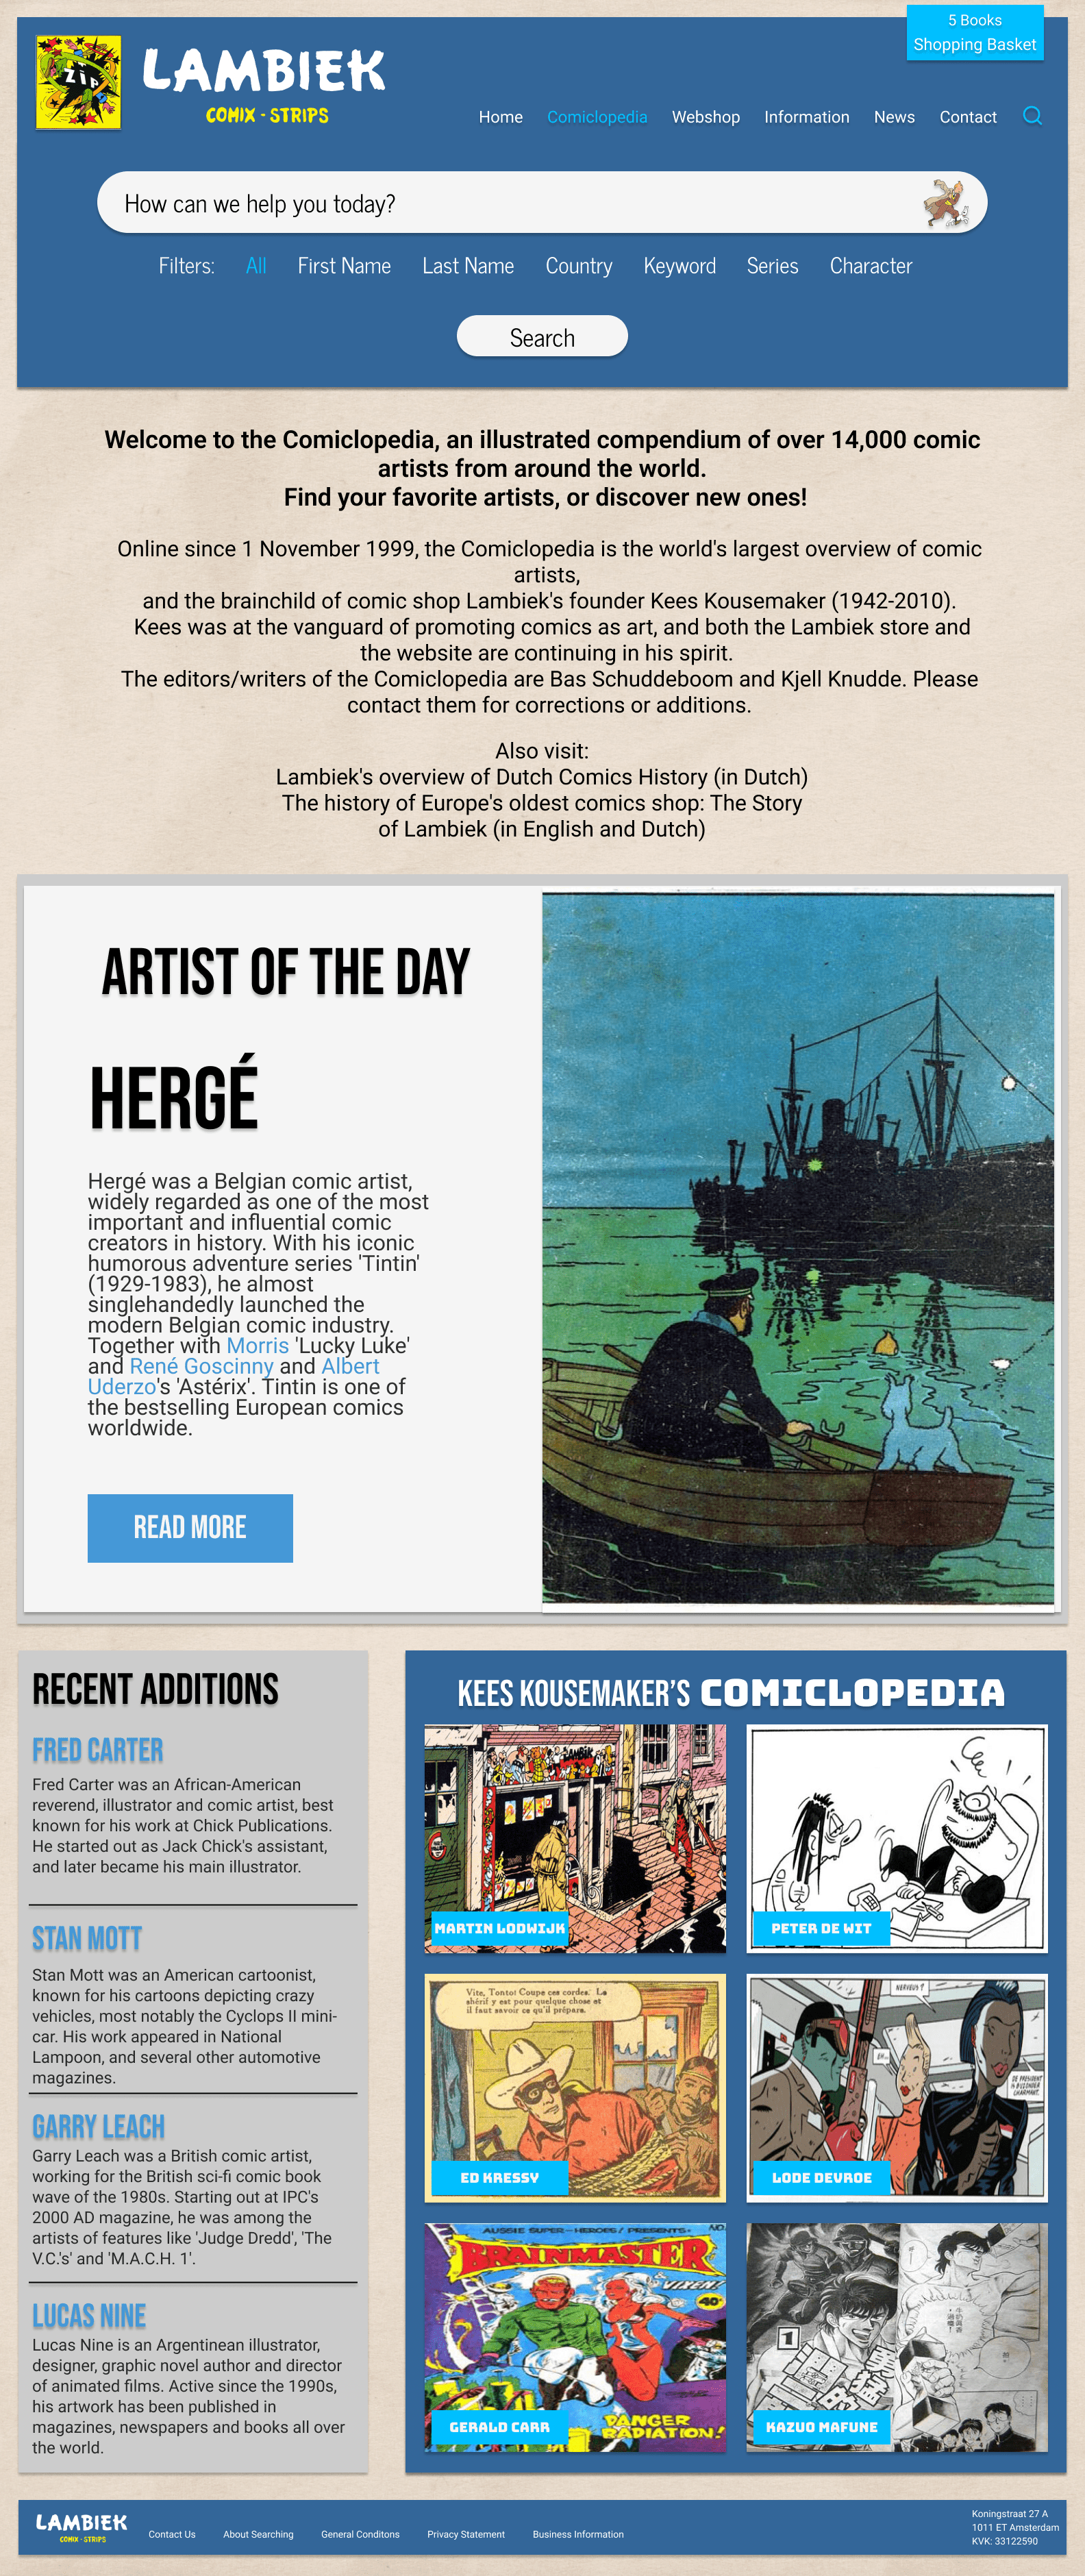 5 Books
Shopping Basket
ZIP
LAMBIEK
COMIX - STRIPS
Home Comiclopedia Webshop Information News Contact
How can we help you today?
Filters: All First Name Last Name Country Keyword Series Character
Search
Welcome to the Comiclopedia, an illustrated compendium of over 14,000 comic
artists from around the world.
Find your favorite artists, or discover new ones!
Online since 1 November 1999, the Comiclopedia is the world's largest overview of comic
artists,
and the brainchild of comic shop Lambiek's founder Kees Kousemaker (1942-2010).
Kees was at the vanguard of promoting comics as art, and both the Lambiek store and
the website are continuing in his spirit.
The editors/writers of the Comiclopedia are Bas Schuddeboom and Kjell Knudde. Please
contact them for corrections or additions.
Also visit:
Lambiek's overview of Dutch Comics History (in Dutch)
The history of Europe's oldest comics shop: The Story
of Lambiek (in English and Dutch)
ARTIST OF THE DAY
HERGÉ
Hergé was a Belgian comic artist,
widely regarded as one of the most
important and influential comic
creators in history. With his iconic
humorous adventure series 'Tintin'
(1929-1983), he almost
singlehandedly launched the
modern Belgian comic industry.
Together with Morris 'Lucky Luke'
and René Goscinny and Albert
Uderzo's 'Astérix'. Tintin is one of
the bestselling European comics
worldwide.
READ MORE
RECENT ADDITIONS
FRED CARTER
Fred Carter was an African-American
reverend, illustrator and comic artist, best
known for his work at Chick Publications.
He started out as Jack Chick's assistant,
and later became his main illustrator.
STAN MOTT
Stan Mott was an American cartoonist,
known for his cartoons depicting crazy
vehicles, most notably the Cyclops II mini-
car. His work appeared in National
Lampoon, and several other automotive
magazines.
GARRY LEACH
Garry Leach was a British comic artist,
working for the British sci-fi comic book
wave of the 1980s. Starting out at IPC's
2000 AD magazine, he was among the
artists of features like 'Judge Dredd', 'The
V.C.'s' and 'M.A.C.H. 1'.
LUCAS NINE
Lucas Nine is an Argentinean illustrator,
designer, graphic novel author and director
of animated films. Active since the 1990s,
his artwork has been published in
magazines, newspapers and books all over
the world.
KEES KOUSEMAKER'S COMICLOPEDIA
LAMBIEK
MARTIN LODWIJK
PETER DE WIT
Vite, Tonto! Coupe ces cordes. Le
shérif y est pour quelque chose et
il faut savoir ce qu'il prépare.
ED KRESSY
NERVEUS?
EH...
DE PRESIDENT
IS BIJZONDER
CHARMANT.
LODE DEVROE
AUSSIE SUPER-HEROES! PRESENTS: NO.
BRAINMASTER
& VIXEN!
40¢
DANGER
RADIATION!
GERALD CARR
1
KAZUO MAFUNE
LAMBIEK
COMIX - STRIPS
Contact Us About Searching General Conditons Privacy Statement Business Information
Koningstraat 27 A
1011 ET Amsterdam
KVK: 33122590